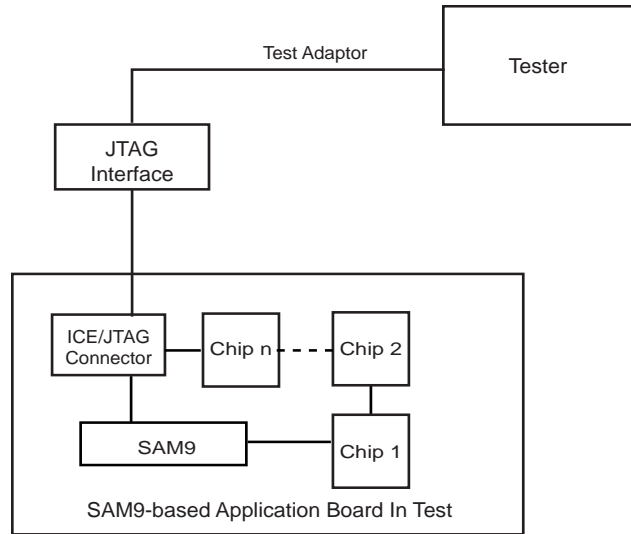 Test Adaptor
Tester
JTAG
Interface
ICE/JTAG
Connector
Chip n
Chip 2
SAM9
Chip 1
SAM9-based Application Board In Test